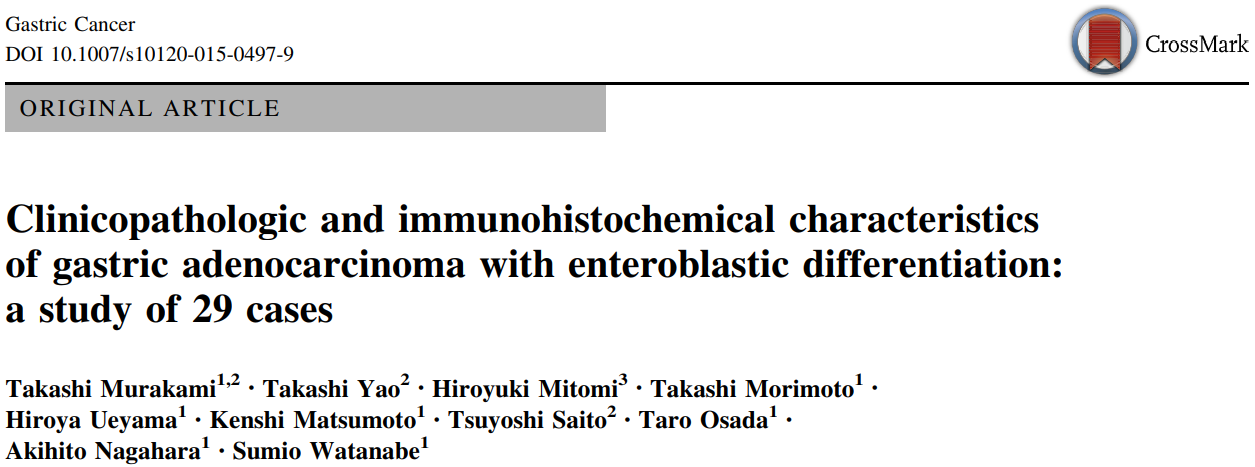 Gastric Cancer
DOI 10.1007/s10120-015-0497-9
CrossMark
ORIGINAL ARTICLE
Clinicopathologic and immunohistochemical characteristics
of gastric adenocarcinoma with enteroblastic differentiation:
a study of 29 cases
Takashi Murakami1,2 · Takashi Yao2 · Hiroyuki Mitomi3 · Takashi Morimoto1 ·
Hiroya Ueyama1 · Kenshi Matsumoto1 · Tsuyoshi Saito2 · Taro Osada1 ·
Akihito Nagahara1 · Sumio Watanabe1